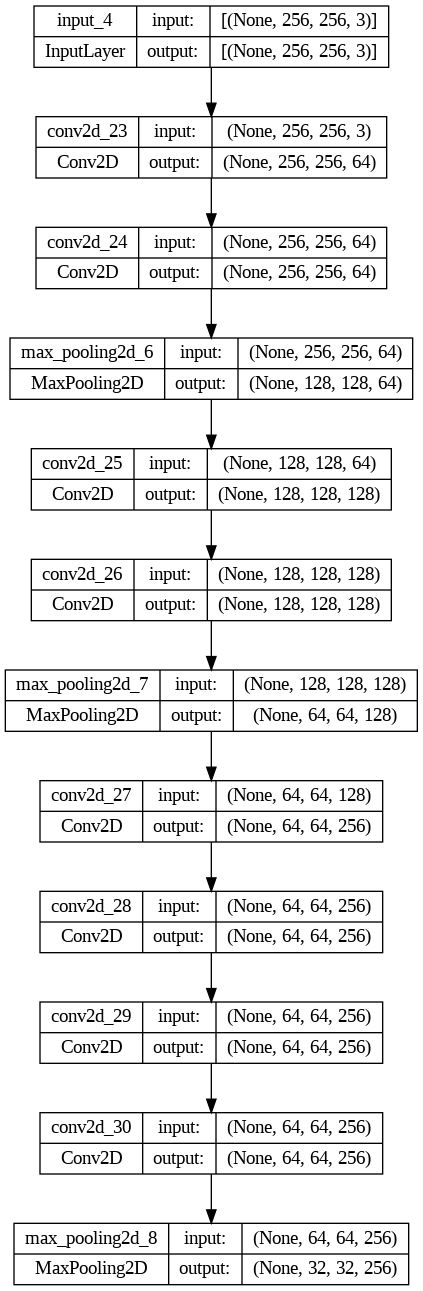 input_4 input: [(None, 256, 256, 3)]
InputLayer output: [(None, 256, 256, 3)]
conv2d_23 input: (None, 256, 256, 3)
Conv2D output: (None, 256, 256, 64)
conv2d_24 input: (None, 256, 256, 64)
Conv2D output: (None, 256, 256, 64)
max_pooling2d_6 input: (None, 256, 256, 64)
MaxPooling2D output: (None, 128, 128, 64)
conv2d_25 input: (None, 128, 128, 64)
Conv2D output: (None, 128, 128, 128)
conv2d_26 input: (None, 128, 128, 128)
Conv2D output: (None, 128, 128, 128)
max_pooling2d_7 input: (None, 128, 128, 128)
MaxPooling2D output: (None, 64, 64, 128)
conv2d_27 input: (None, 64, 64, 128)
Conv2D output: (None, 64, 64, 256)
conv2d_28 input: (None, 64, 64, 256)
Conv2D output: (None, 64, 64, 256)
conv2d_29 input: (None, 64, 64, 256)
Conv2D output: (None, 64, 64, 256)
conv2d_30 input: (None, 64, 64, 256)
Conv2D output: (None, 64, 64, 256)
max_pooling2d_8 input: (None, 64, 64, 256)
MaxPooling2D output: (None, 32, 32, 256)